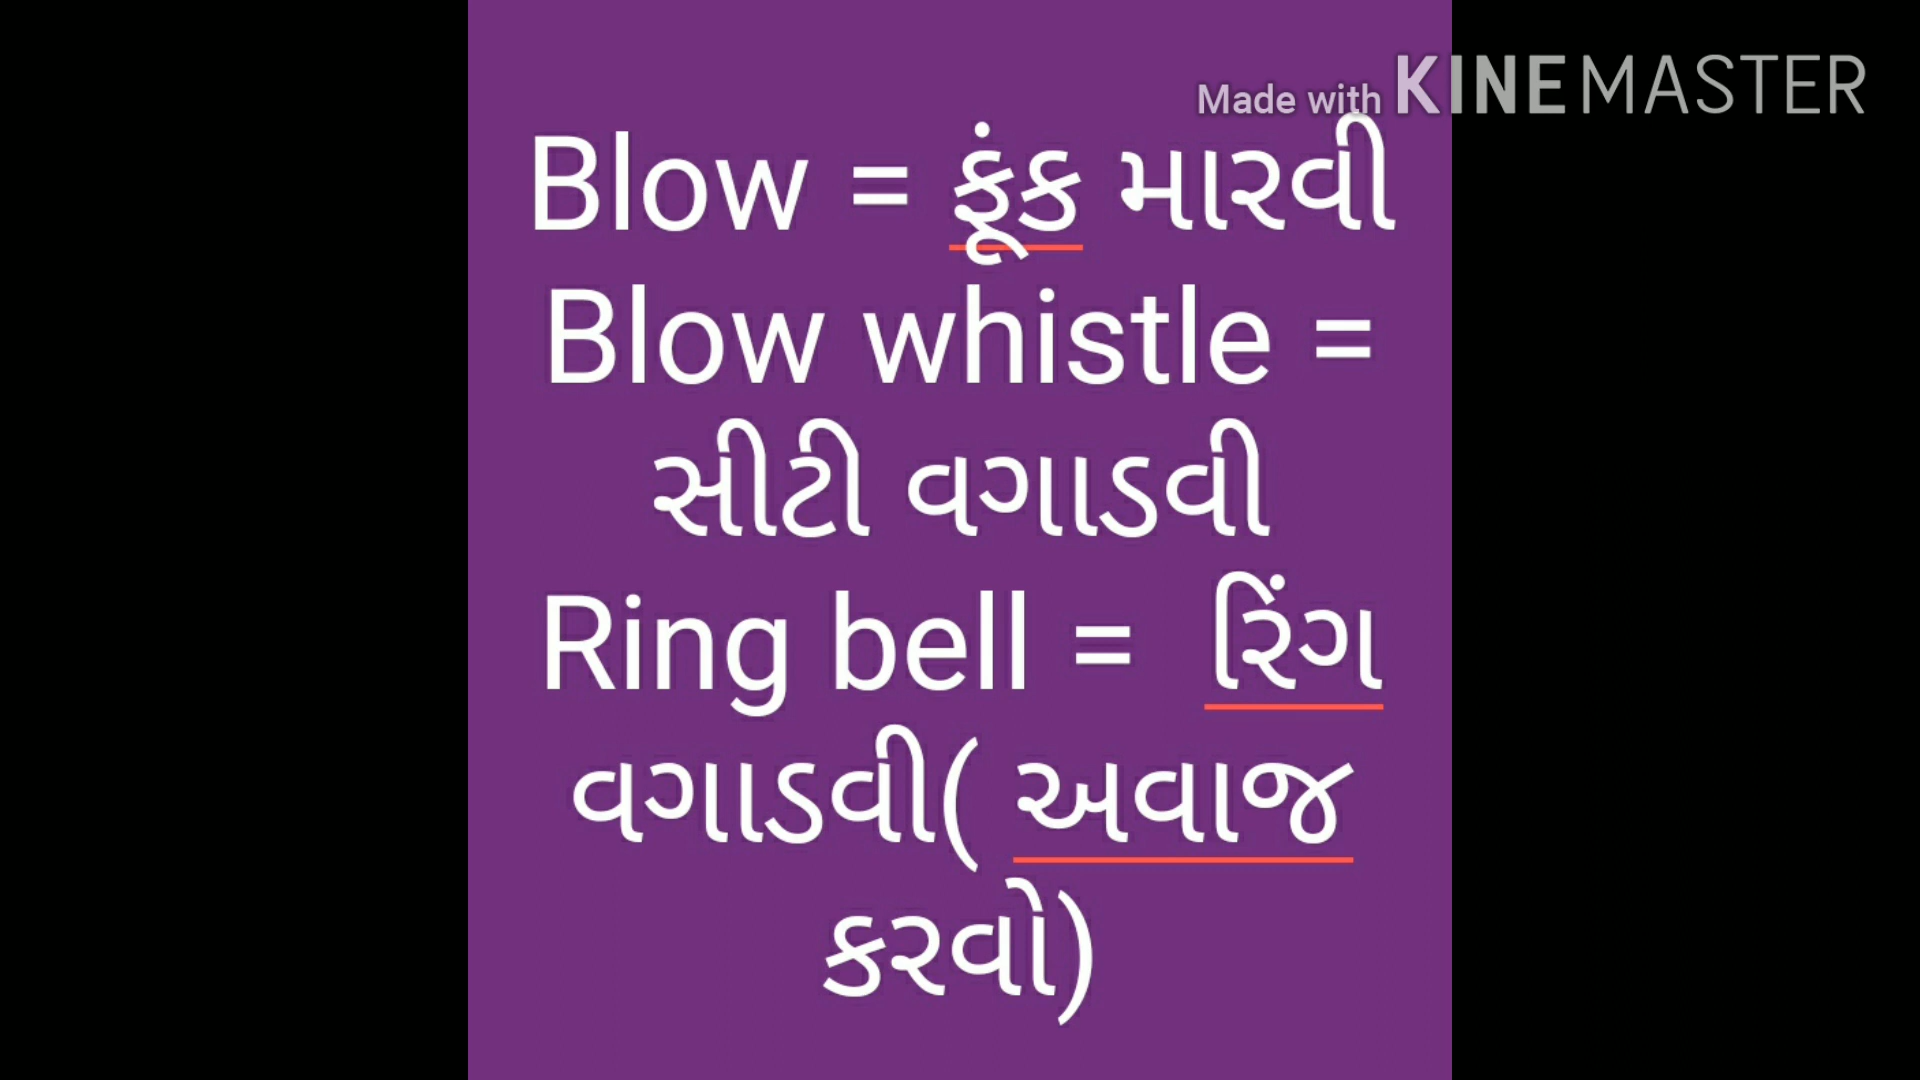 Made with KINEMASTER
Blow = ફૂંક મારવી
Blow whistle =
સીટી વગાડવી
Ring bell = રિંગ
વગાડવી( અવાજ
કરવો)